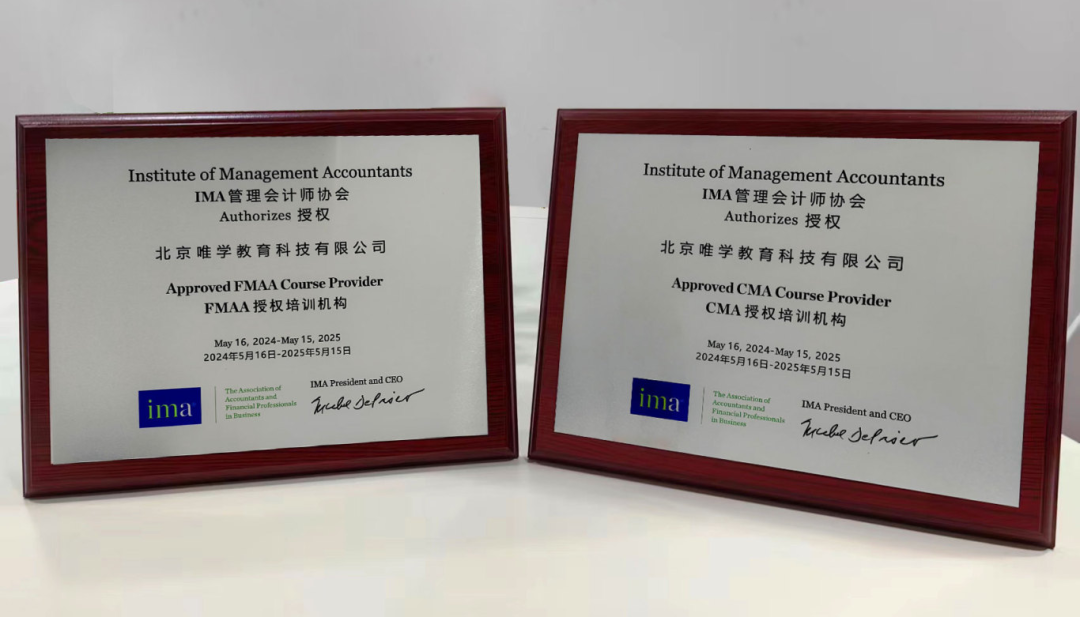 Institute of Management Accountants
IMA管理会计师协会
Authorizes 授权
北京唯学教育科技有限公司
Approved FMAA Course Provider
FMAA 授权培训机构
May 16, 2024-May 15, 2025
2024年5月16日-2025年5月15日
ima
The Association of
Accountants and
Financial Professionals
in Business
IMA President and CEO
Institute of Management Accountants
IMA管理会计师协会
Authorizes 授权
北京唯学教育科技有限公司
Approved CMA Course Provider
CMA 授权培训机构
May 16, 2024-May 15, 2025
2024年5月16日-2025年5月15日
ima
The Association of
Accountants and
Financial Professionals
in Business
IMA President and CEO